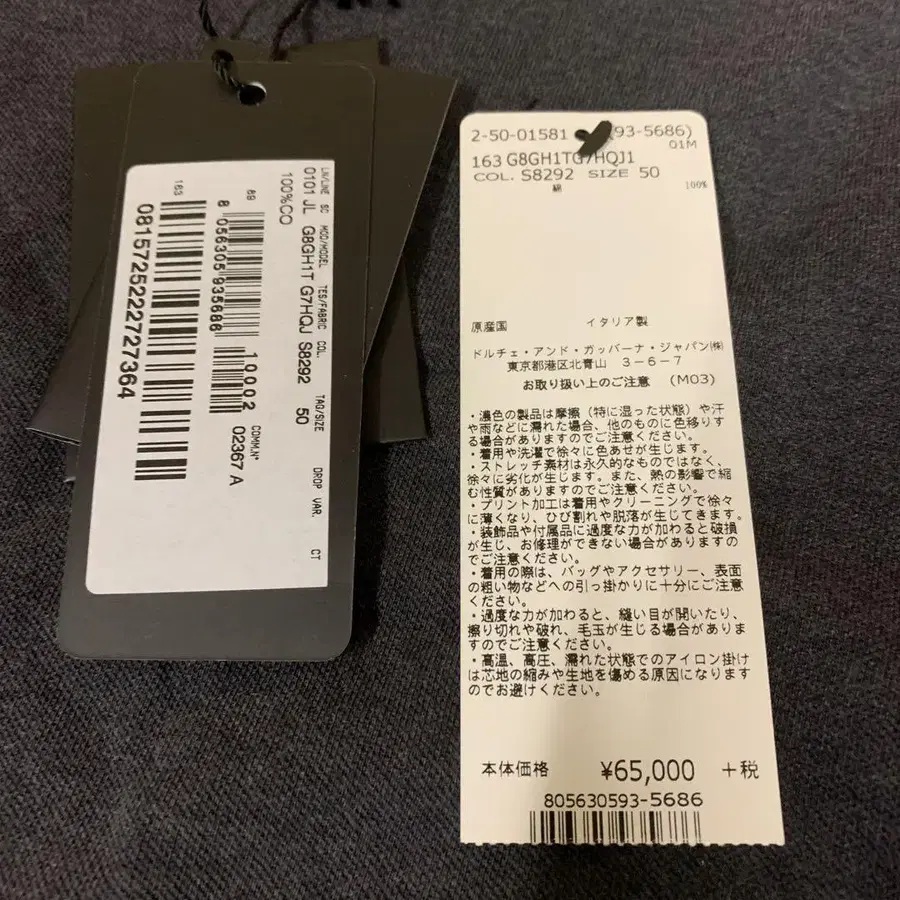 LIN/LINE SC MOD/MODEL TES/FABRIC COL. TAG/SIZE DROP VAR. CT
0101 JL G8GH1T G7HQJ S8292 50
100%CO
COMM.N°
02367 A
89
8 056305 935686
10002
163
0815725222727364
2-50-01581 (93-5686)
01M
163 G8GH1TG7HQJ1
COL. S8292 SIZE 50
綿 100%
原産国 イタリア製
ドルチェ・アンド・ガッバーナ・ジャパン㈱
東京都港区北青山 3-6-7
お取り扱い上のご注意 (M03)
・濃色の製品は摩擦（特に湿った状態）や汗
や雨などに濡れた場合、他のものに色移りす
る場合がありますのでご注意ください。
・着用や洗濯で徐々に色あせが生じます。
・ストレッチ素材は永久的なものではなく、
徐々に劣化が生じます。また、熱の影響で縮
む性質がありますのでご注意ください。
・プリント加工は着用やクリーニングで徐々
に薄くなり、ひび割れや脱落が生じてきます。
・装飾品や付属品に過度な力が加わると破損
が生じ、お修理ができない場合がありますの
でご注意ください。
・着用の際は、バッグやアクセサリー、表面
の粗い物などへの引っ掛かりに十分にご注意
ください。
・過度な力が加わると、縫い目が開いたり、
擦り切れや破れ、毛玉が生じる場合がありま
すのでご注意ください。
・高温、高圧、濡れた状態でのアイロン掛け
は芯地の縮みや生地を傷める原因になります
のでお避けください。
本体価格 ¥65,000 +税
805630593-5686